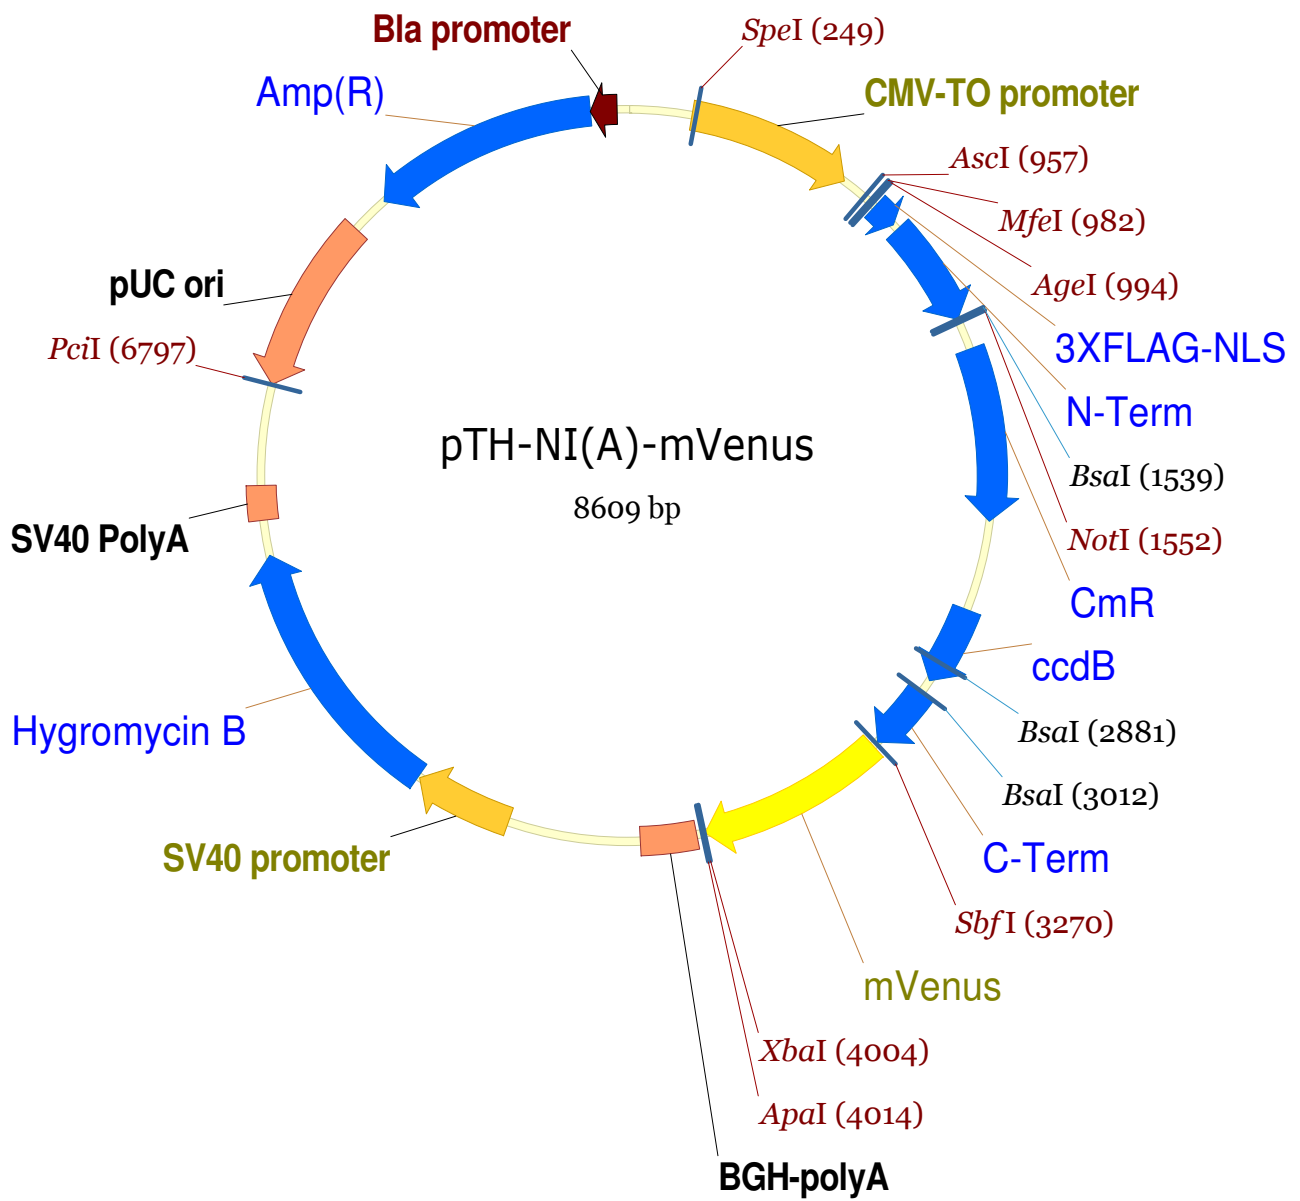 Bla promoter
SpeI (249)
Amp(R)
CMV-TO promoter
AscI (957)
MfeI (982)
AgeI (994)
pUC ori
PciI (6797)
3XFLAG-NLS
N-Term
pTH-NI(A)-mVenus
8609 bp
BsaI (1539)
NotI (1552)
SV40 PolyA
CmR
ccdB
Hygromycin B
BsaI (2881)
BsaI (3012)
SV40 promoter
C-Term
SbfI (3270)
mVenus
XbaI (4004)
ApaI (4014)
BGH-polyA